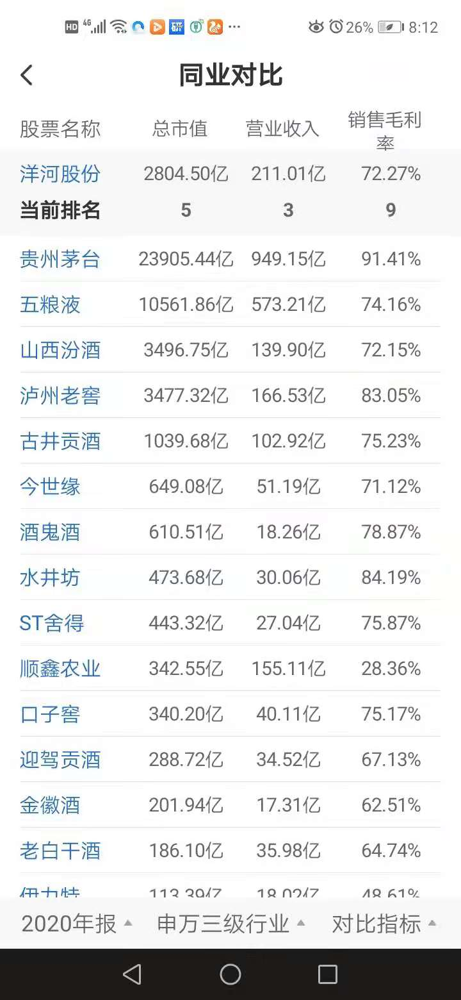 HD 4G 26% 8:12
同业对比
股票名称 总市值 营业收入 销售毛利率
洋河股份 2804.50亿 211.01亿 72.27%
当前排名 5 3 9
贵州茅台 23905.44亿 949.15亿 91.41%
五粮液 10561.86亿 573.21亿 74.16%
山西汾酒 3496.75亿 139.90亿 72.15%
泸州老窖 3477.32亿 166.53亿 83.05%
古井贡酒 1039.68亿 102.92亿 75.23%
今世缘 649.08亿 51.19亿 71.12%
酒鬼酒 610.51亿 18.26亿 78.87%
水井坊 473.68亿 30.06亿 84.19%
ST舍得 443.32亿 27.04亿 75.87%
顺鑫农业 342.55亿 155.11亿 28.36%
口子窖 340.20亿 40.11亿 75.17%
迎驾贡酒 288.72亿 34.52亿 67.13%
金徽酒 201.94亿 17.31亿 62.51%
老白干酒 186.10亿 35.98亿 64.74%
伊力特 113.39亿 18.02亿 48.61%
2020年报 申万三级行业 对比指标